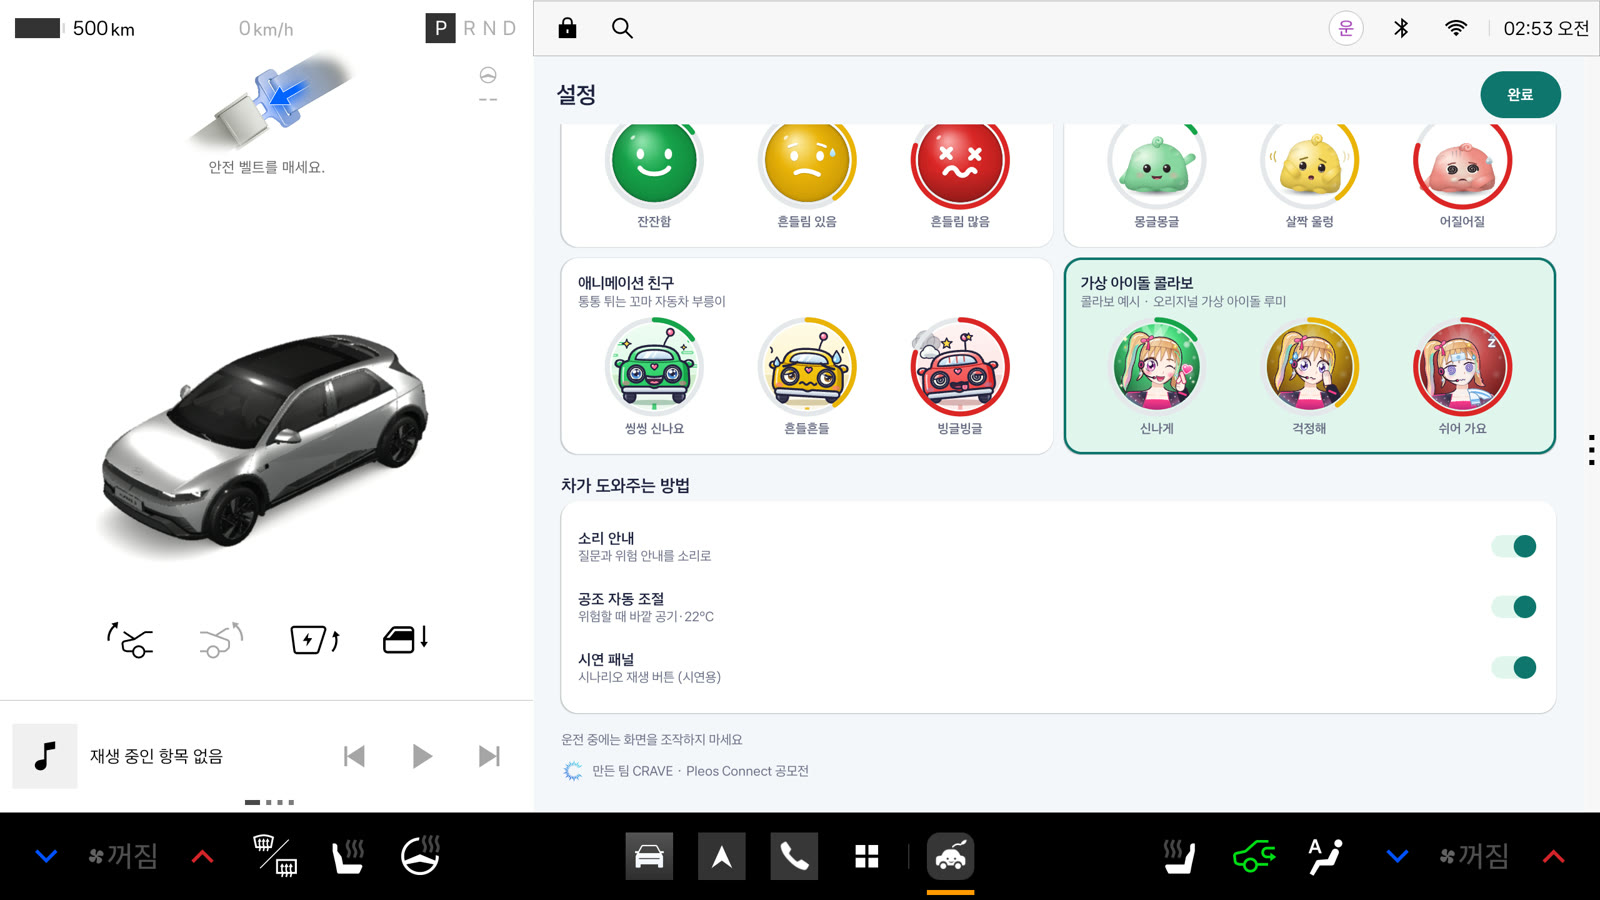 500 km
0 km/h
P R N D
--
안전 벨트를 매세요.
재생 중인 항목 없음
운
02:53 오전
설정
완료
잔잔함
흔들림 있음
흔들림 많음
몽글몽글
살짝 울렁
어질어질
애니메이션 친구
통통 튀는 꼬마 자동차 부릉이
씽씽 신나요
흔들흔들
빙글빙글
가상 아이돌 콜라보
콜라보 예시 · 오리지널 가상 아이돌 루미
신나게
걱정해
쉬어 가요
차가 도와주는 방법
소리 안내
질문과 위험 안내를 소리로
공조 자동 조절
위험할 때 바깥 공기·22°C
시연 패널
시나리오 재생 버튼 (시연용)
운전 중에는 화면을 조작하지 마세요
만든 팀 CRAVE · Pleos Connect 공모전
꺼짐
A
꺼짐